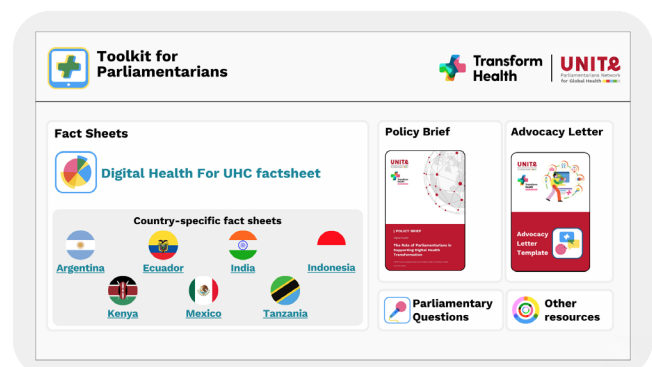 Toolkit for
Parliamentarians
Transform
Health
UNITE
Parliamentarians Network
for Global Health
Fact Sheets
Digital Health For UHC factsheet
Country-specific fact sheets
Argentina
Ecuador
India
Indonesia
Kenya
Mexico
Tanzania
Policy Brief
UNITE
| POLICY BRIEF
The Role of Parliamentarians in
Supporting Digital Health
Transformation
Advocacy Letter
UNITE
Advocacy
Letter
Template
Parliamentary
Questions
Other
resources